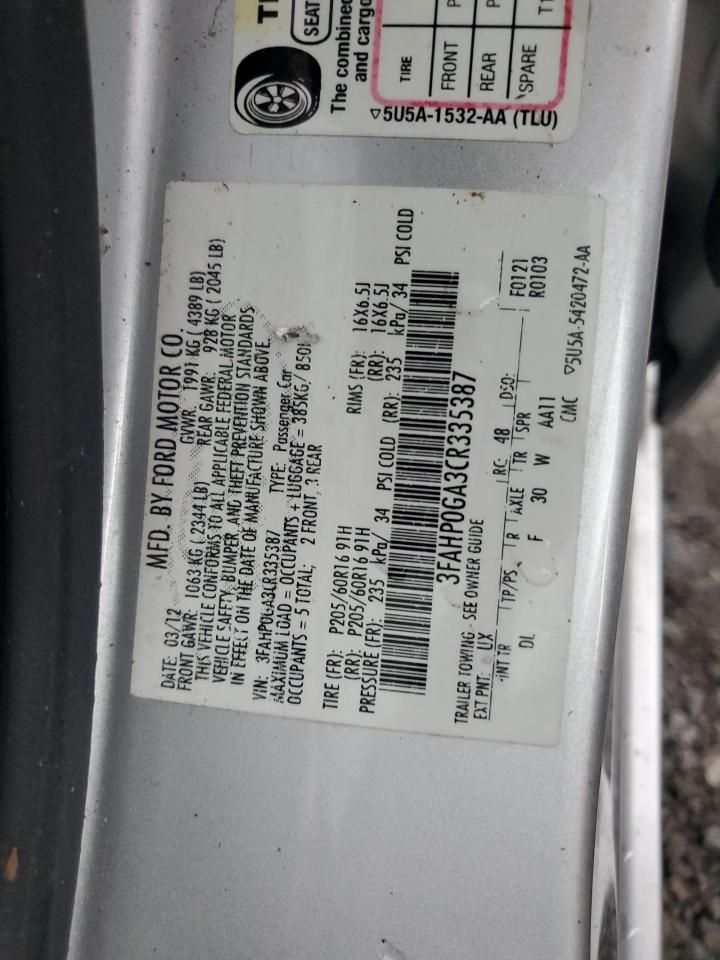 MFD. BY FORD MOTOR CO.
DATE: 03/12 GVWR: 1991 KG ( 4389 LB)
FRONT GAWR: 1063 KG ( 2344 LB) REAR GAWR: 928 KG ( 2045 LB)
THIS VEHICLE CONFORMS TO ALL APPLICABLE FEDERAL MOTOR
VEHICLE SAFETY, BUMPER, AND THEFT PREVENTION STANDARDS
IN EFFECT ON THE DATE OF MANUFACTURE SHOWN ABOVE.
VIN: 3FAHP0GA3CR335387 TYPE: Passenger Car
MAXIMUM LOAD = OCCUPANTS + LUGGAGE = 385KG/ 850
OCCUPANTS = 5 TOTAL; 2 FRONT, 3 REAR
TIRE (FR): P205/60R16 91H RIMS (FR): 16X6.5J
(RR): P205/60R16 91H (RR): 16X6.5J
PRESSURE (FR): 235 kPa/ 34 PSI COLD (RR): 235 kPa/ 34 PSI COLD
3FAHP0GA3CR335387
TRAILER TOWING - SEE OWNER GUIDE
EXT PNT: UX RC: 48 DSO:
INT TR TP/PS R AXLE TR SPR F0121
DL F 30 W AA11 R0103
CMC ▽5U5A-5420472-AA
SEAT
The combined
and cargo
TIRE
FRONT P
REAR P
SPARE T1
▽5U5A-1532-AA (TLU)